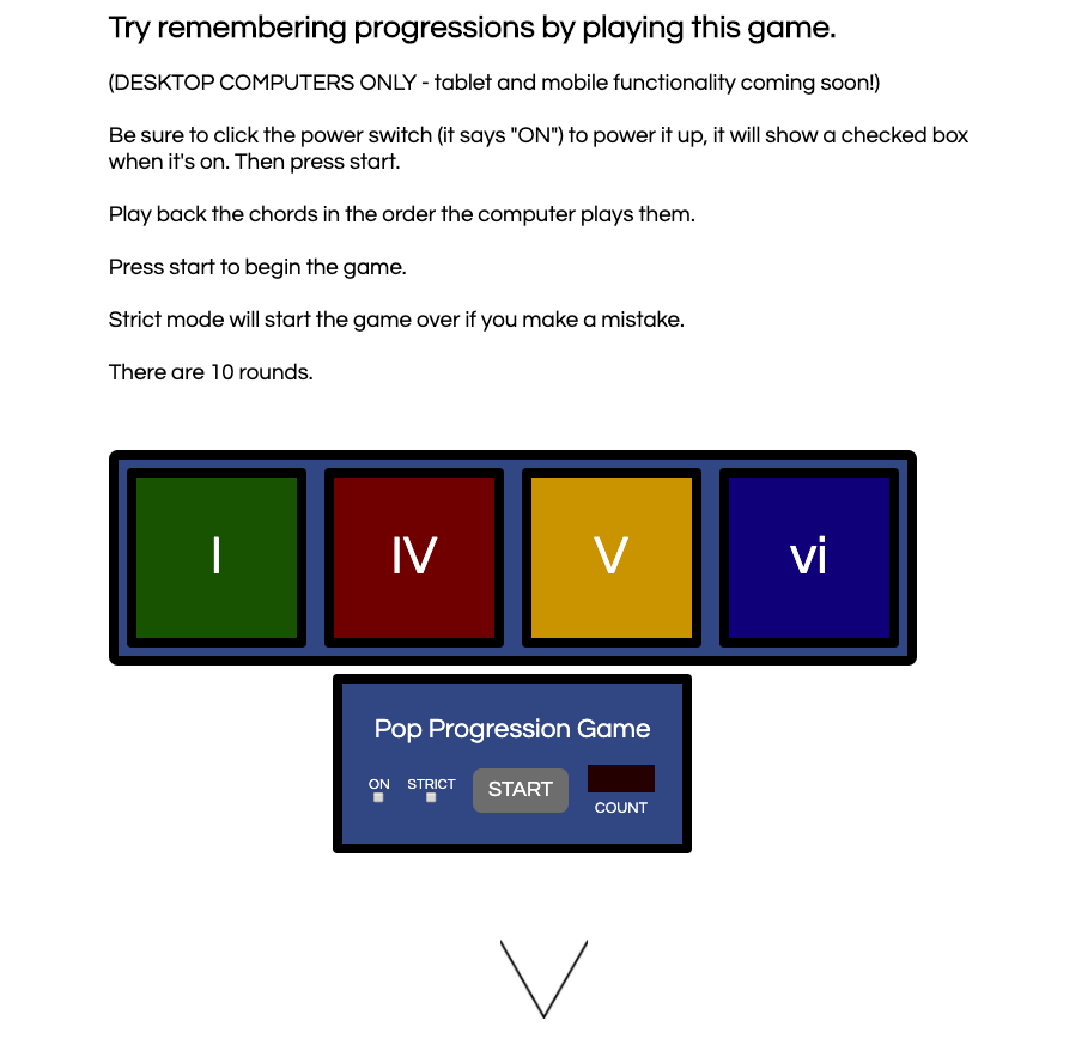 Try remembering progressions by playing this game.
(DESKTOP COMPUTERS ONLY - tablet and mobile functionality coming soon!)
Be sure to click the power switch (it says "ON") to power it up, it will show a checked box
when it's on. Then press start.
Play back the chords in the order the computer plays them.
Press start to begin the game.
Strict mode will start the game over if you make a mistake.
There are 10 rounds.
I IV V vi
Pop Progression Game
ON STRICT START
COUNT